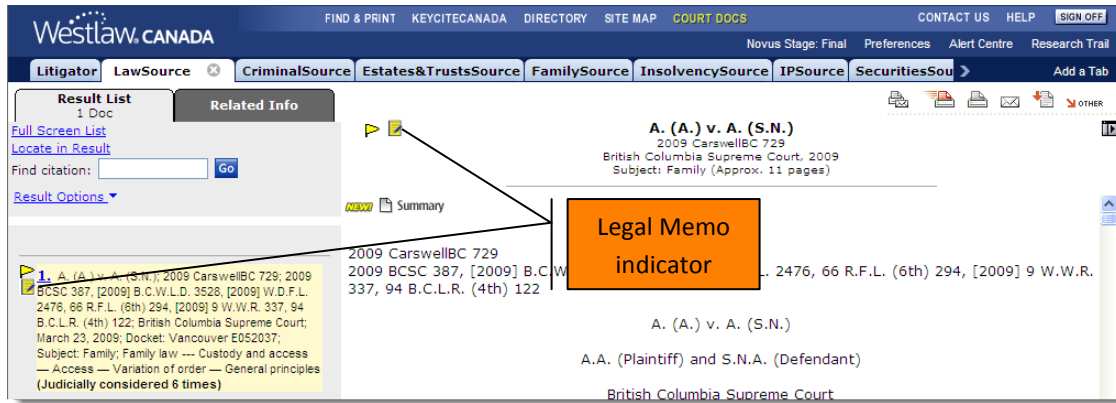 FIND & PRINT KEYCITECANADA DIRECTORY SITE MAP COURT DOCS CONTACT US HELP SIGN OFF
Westlaw. CANADA
Novus Stage: Final Preferences Alert Centre Research Trail
Litigator LawSource CriminalSource Estates&TrustsSource FamilySource InsolvencySource IPSource SecuritiesSou Add a Tab
Result List
1 Doc
Related Info
OTHER
Full Screen List
Locate in Result
Find citation: Go
Result Options
1. A. (A.) v. A. (S.N.); 2009 CarswellBC 729; 2009
BCSC 387, [2009] B.C.W.L.D. 3528, [2009] W.D.F.L.
2476, 66 R.F.L. (6th) 294, [2009] 9 W.W.R. 337, 94
B.C.L.R. (4th) 122; British Columbia Supreme Court;
March 23, 2009; Docket: Vancouver E052037;
Subject: Family; Family law --- Custody and access
— Access — Variation of order — General principles
(Judicially considered 6 times)
A. (A.) v. A. (S.N.)
2009 CarswellBC 729
British Columbia Supreme Court, 2009
Subject: Family (Approx. 11 pages)
NEW! Summary
Legal Memo
indicator
2009 CarswellBC 729
2009 BCSC 387, [2009] B.C.W. 2476, 66 R.F.L. (6th) 294, [2009] 9 W.W.R.
337, 94 B.C.L.R. (4th) 122
A. (A.) v. A. (S.N.)
A.A. (Plaintiff) and S.N.A. (Defendant)
British Columbia Supreme Court